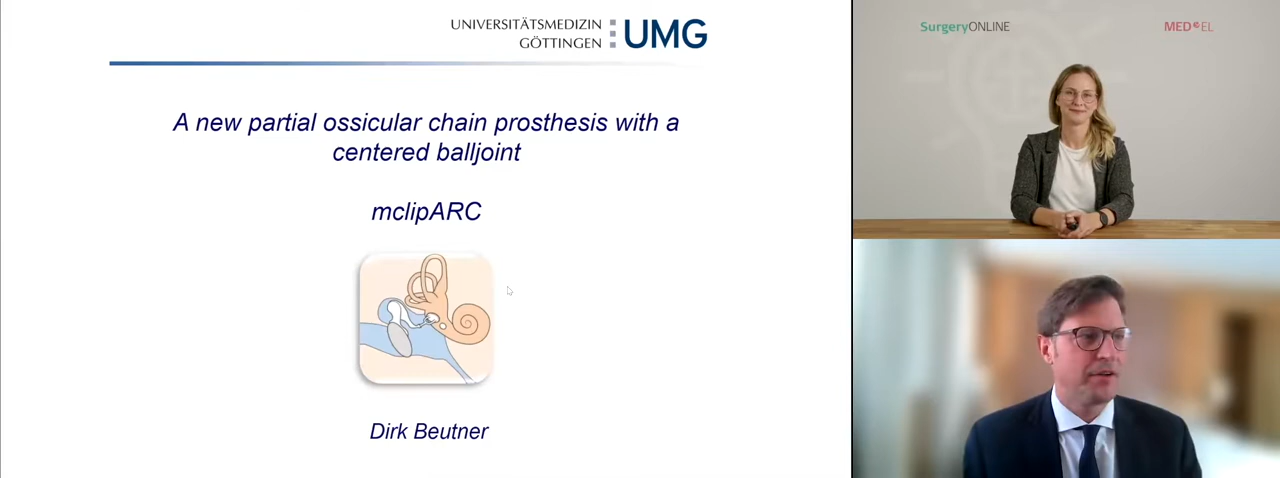 UNIVERSITÄTSMEDIZIN
GÖTTINGEN
UMG
A new partial ossicular chain prosthesis with a
centered balljoint
mclipARC
Dirk Beutner
SurgeryONLINE
MED EL